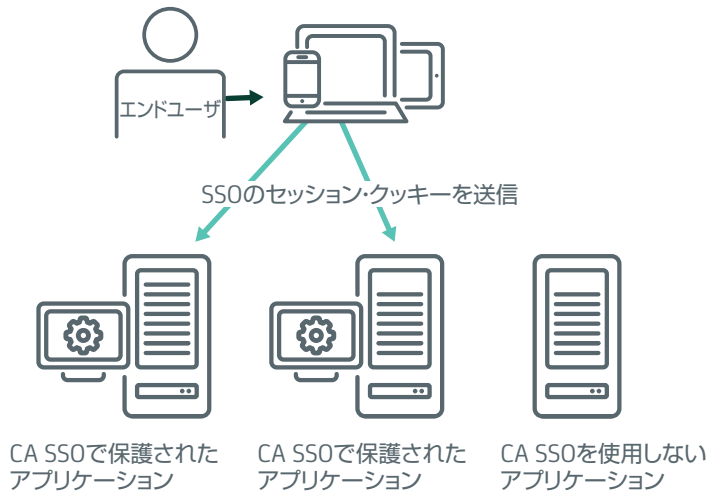 エンドユーザ
SSOのセッション・クッキーを送信
CA SSOで保護された
アプリケーション
CA SSOで保護された
アプリケーション
CA SSOを使用しない
アプリケーション